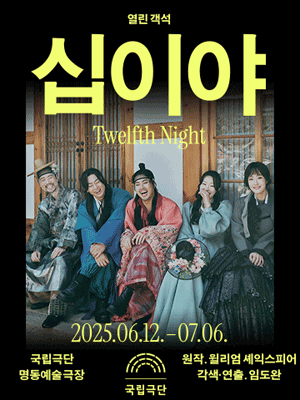 열린 객석
십이야
Twelfth Night
2025.06.12.–07.06.
국립극단
명동예술극장
국립극단
원작. 윌리엄 셰익스피어
각색·연출. 임도완